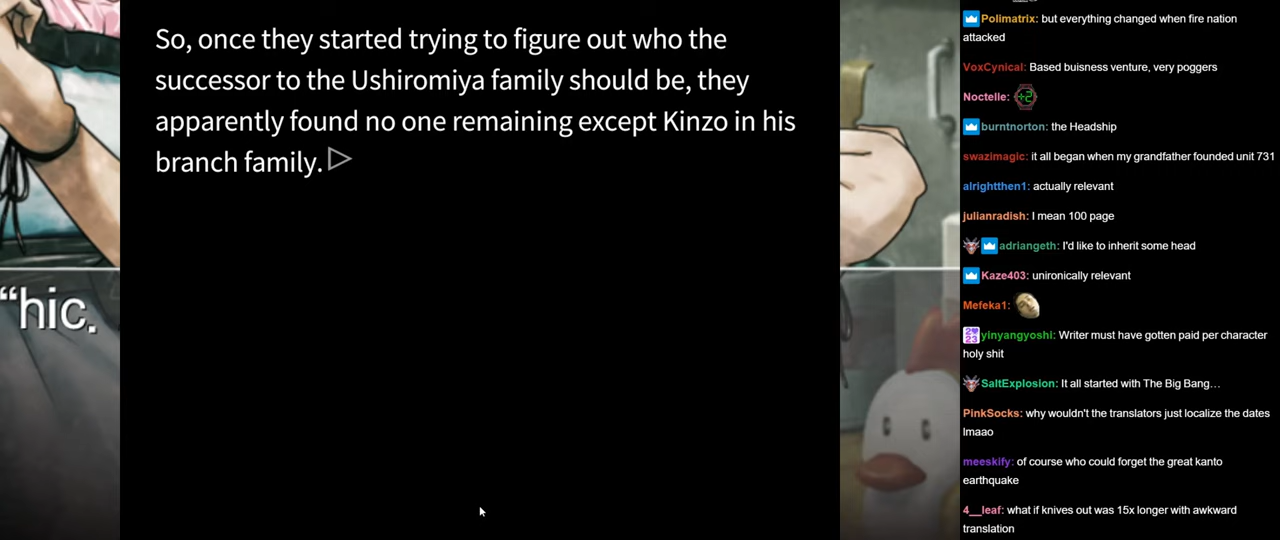 So, once they started trying to figure out who the
successor to the Ushiromiya family should be, they
apparently found no one remaining except Kinzo in his
branch family.
“hic.
Polimatrix: but everything changed when fire nation
attacked
VoxCynical: Based buisness venture, very poggers
Noctelle: +2
burntnorton: the Headship
swazimagic: it all began when my grandfather founded unit 731
alrightthen1: actually relevant
julianradish: I mean 100 page
adriangeth: I'd like to inherit some head
Kaze403: unironically relevant
Mefeka1:
2♥23 yinyangyoshi: Writer must have gotten paid per character
holy shit
SaltExplosion: It all started with The Big Bang…
PinkSocks: why wouldn't the translators just localize the dates
lmaao
meeskify: of course who could forget the great kanto
earthquake
4__leaf: what if knives out was 15x longer with awkward
translation